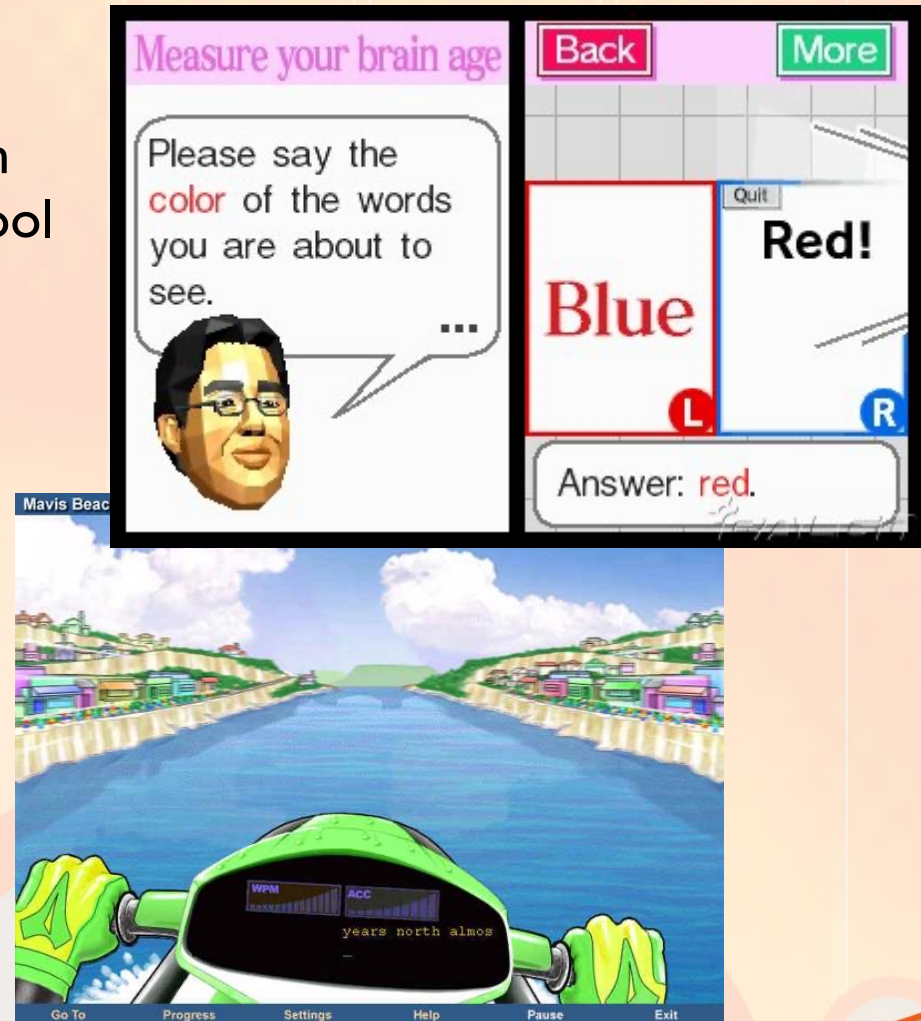 Measure your brain age
Please say the
color of the words
you are about to
see.
...
Back
More
Quit
Blue
Red!
L
R
Answer: red.
Mavis Beac
WPM
ACC
years north almos
Go To
Progress
Settings
Help
Pause
Exit